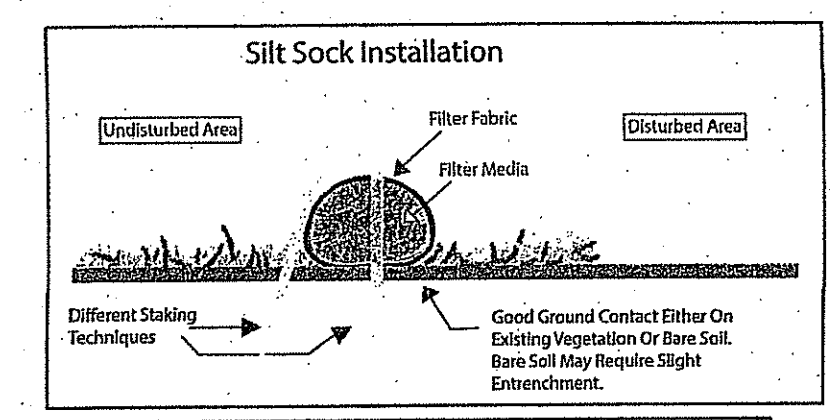 Silt Sock Installation
Undisturbed Area
Filter Fabric
Disturbed Area
Filter Media
Different Staking
Techniques
Good Ground Contact Either On
Existing Vegetation Or Bare Soil.
Bare Soil May Require Slight
Entrenchment.